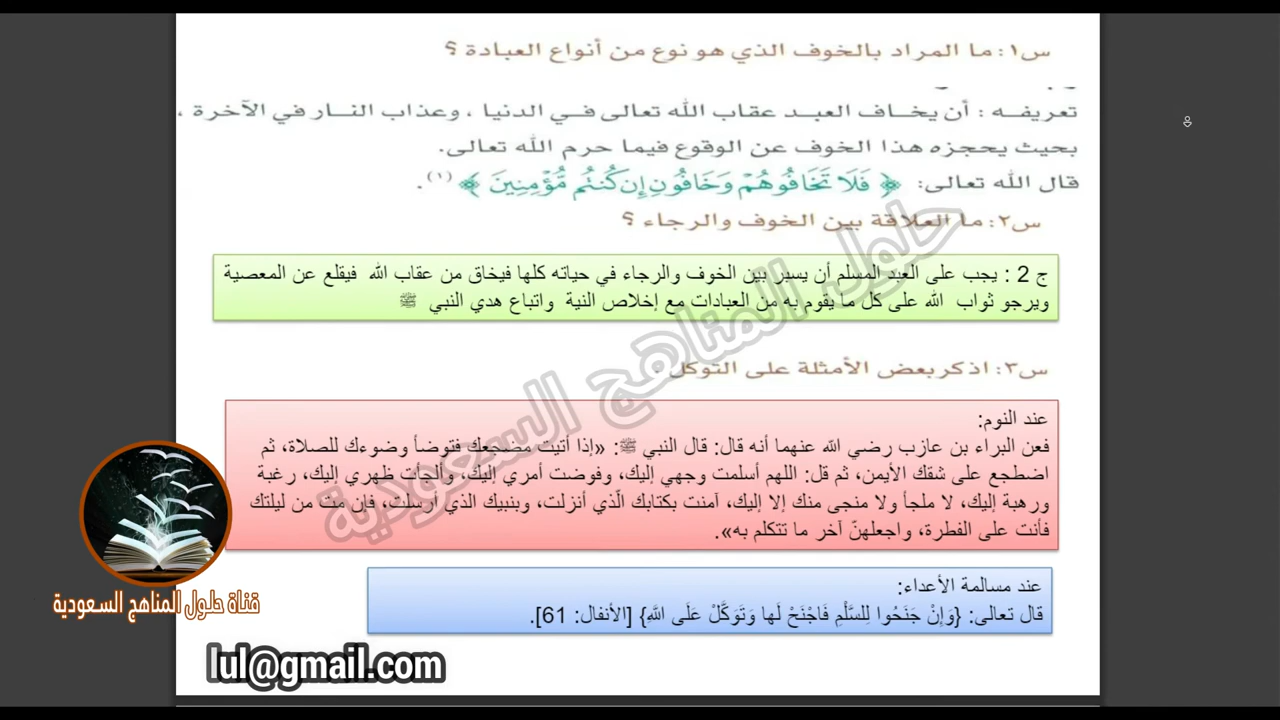 س١: ما المراد بالخوف الذي هو نوع من أنواع العبادة ؟
تعريفه : أن يخاف العبد عقاب الله تعالى في الدنيا ، وعذاب النار في الآخرة ،
بحيث يحجزه هذا الخوف عن الوقوع فيما حرم الله تعالى.
قال الله تعالى: ﴿ فَلَا تَخَافُوهُمْ وَخَافُونِ إِن كُنتُم مُّؤْمِنِينَ ﴾ (١).
س٢: ما العلاقة بين الخوف والرجاء ؟
ج 2 : يجب على العبد المسلم أن يسير بين الخوف والرجاء في حياته كلها فيخاق من عقاب الله فيقلع عن المعصية
ويرجو ثواب الله على كل ما يقوم به من العبادات مع إخلاص النية واتباع هدي النبي ﷺ
س٣: اذكر بعض الأمثلة على التوكل .
عند النوم:
فعن البراء بن عازب رضي الله عنهما أنه قال: قال النبي ﷺ: «إذا أتيت مضجعك فتوضأ وضوءك للصلاة، ثم
اضطجع على شقك الأيمن، ثم قل: اللهم أسلمت وجهي إليك، وفوضت أمري إليك، وألجأت ظهري إليك، رغبة
ورهبة إليك، لا ملجأ ولا منجى منك إلا إليك، آمنت بكتابك الّذي أنزلت، وبنبيك الذي أرسلت، فإن مت من ليلتك
فأنت على الفطرة، واجعلهنّ آخر ما تتكلم به».
عند مسالمة الأعداء:
قال تعالى: {وَإِنْ جَنَحُوا لِلسَّلْمِ فَاجْنَحْ لَها وَتَوَكَّلْ عَلَى اللَّهِ} [الأنفال: 61].
حلول المناهج السعودية
قناة حلول المناهج السعودية
lul@gmail.com